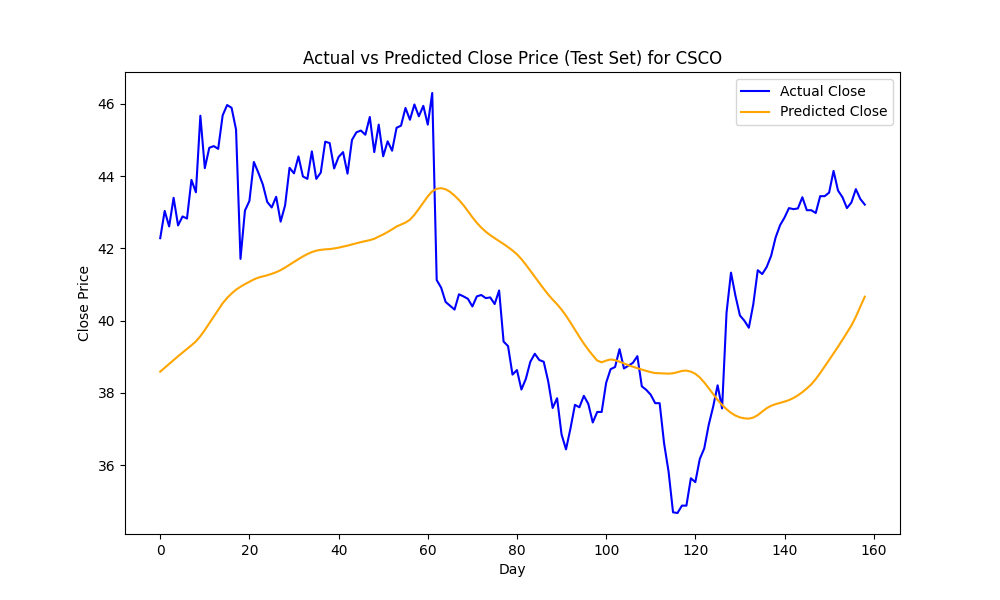 Actual vs Predicted Close Price (Test Set) for CSCO
Actual Close
Predicted Close
Close Price
46
44
42
40
38
36
0 20 40 60 80 100 120 140 160
Day